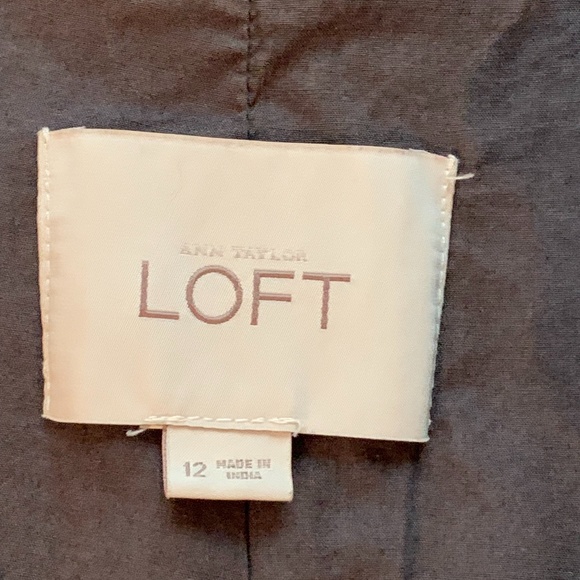 ANN TAYLOR
LOFT
12 MADE IN
INDIA